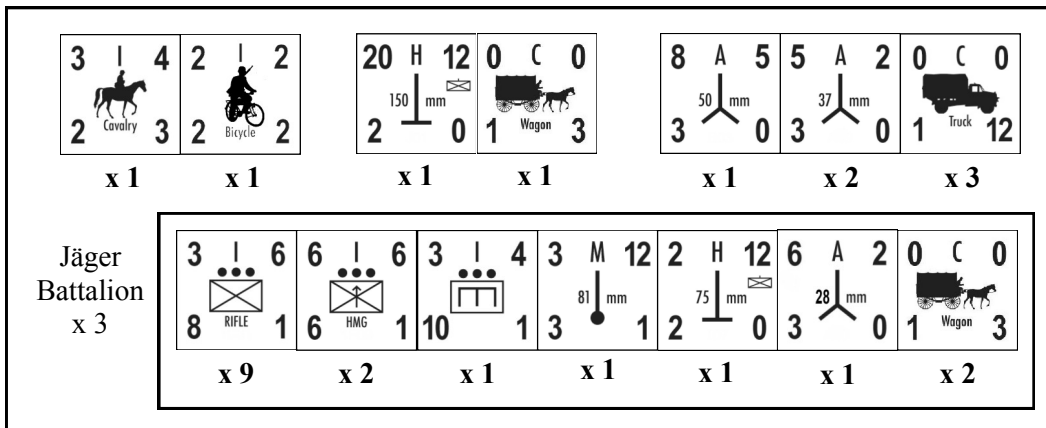 3 I 4 2 I 2 20 H 12 0 C 0 8 A 5 5 A 2 0 C 0
150 mm 50 mm 37 mm
Cavalry Bicycle Wagon Truck
2 3 2 2 2 0 1 3 3 0 3 0 1 12
x 1 x 1 x 1 x 1 x 1 x 2 x 3
Jäger
Battalion
x 3
3 I 6 6 I 6 3 I 4 3 M 12 2 H 12 6 A 2 0 C 0
81 mm 75 mm 28 mm
RIFLE HMG Wagon
8 1 6 1 10 1 3 1 2 0 3 0 1 3
x 9 x 2 x 1 x 1 x 1 x 1 x 2